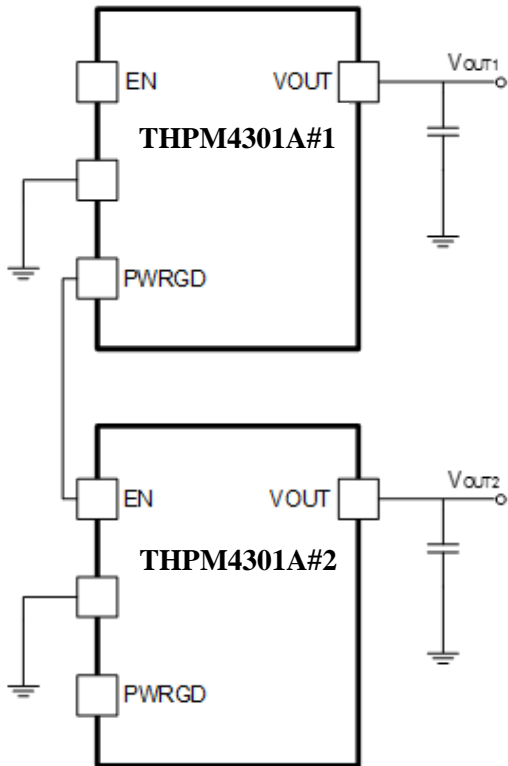 EN VOUT VOUT1
THPM4301A#1
PWRGD
EN VOUT VOUT2
THPM4301A#2
PWRGD